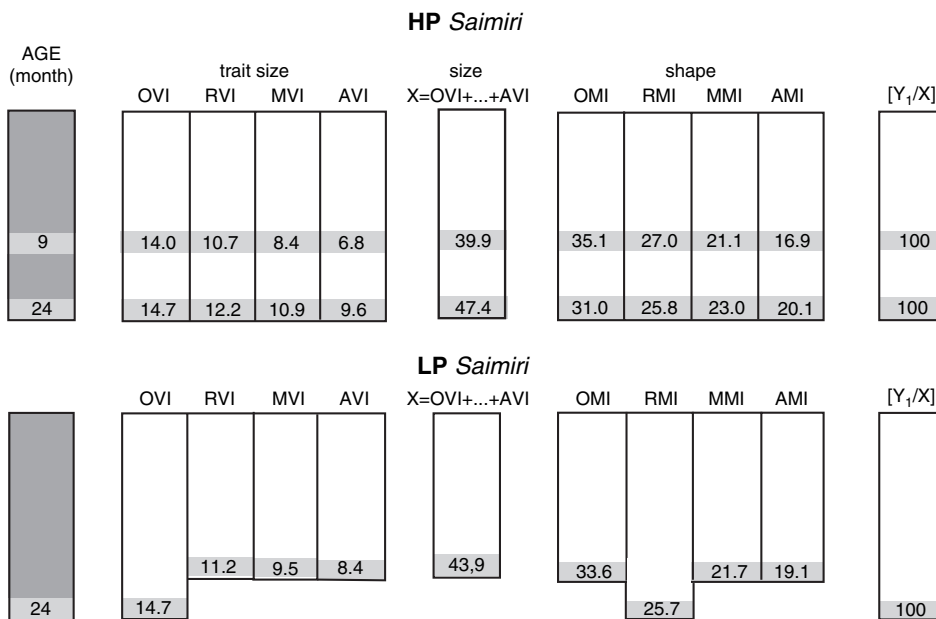 HP Saimiri
AGE
(month)
trait size size shape
OVI RVI MVI AVI X=OVI+...+AVI OMI RMI MMI AMI [Y₁/X]
9 14.0 10.7 8.4 6.8 39.9 35.1 27.0 21.1 16.9 100
24 14.7 12.2 10.9 9.6 47.4 31.0 25.8 23.0 20.1 100
LP Saimiri
OVI RVI MVI AVI X=OVI+...+AVI OMI RMI MMI AMI [Y₁/X]
11.2 9.5 8.4 43,9 33.6 21.7 19.1
24 14.7 25.7 100